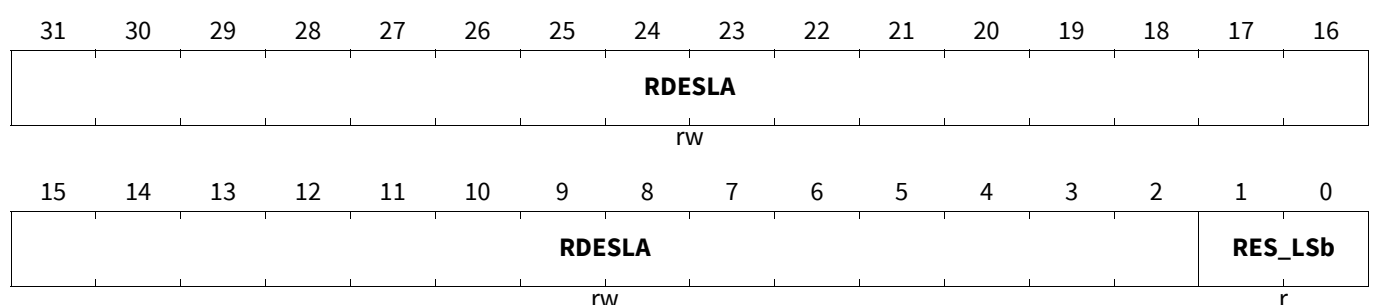 31 30 29 28 27 26 25 24 23 22 21 20 19 18 17 16
RDESLA
rw
15 14 13 12 11 10 9 8 7 6 5 4 3 2 1 0
RDESLA RES_LSb
rw r